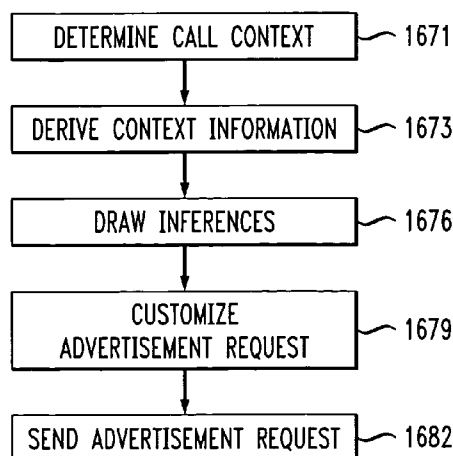 DETERMINE CALL CONTEXT 1671
DERIVE CONTEXT INFORMATION 1673
DRAW INFERENCES 1676
CUSTOMIZE
ADVERTISEMENT REQUEST 1679
SEND ADVERTISEMENT REQUEST 1682